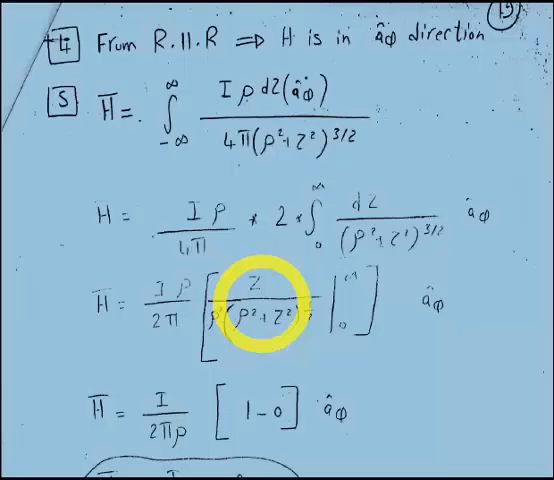 19
4 From R.H.R ⇒ H is in âφ direction
5 H̄ = ∫_{-∞}^{∞} I ρ dz (âφ) / 4π(ρ²+z²)^{3/2}
H = I ρ / 4π * 2 * ∫_0^∞ dz / (ρ²+z²)^{3/2} âφ
H̄ = I ρ / 2π [ z / ρ²(ρ²+z²)^{1/2} |_0^∞ ] âφ
H̄ = I / 2πρ [ 1 - 0 ] âφ